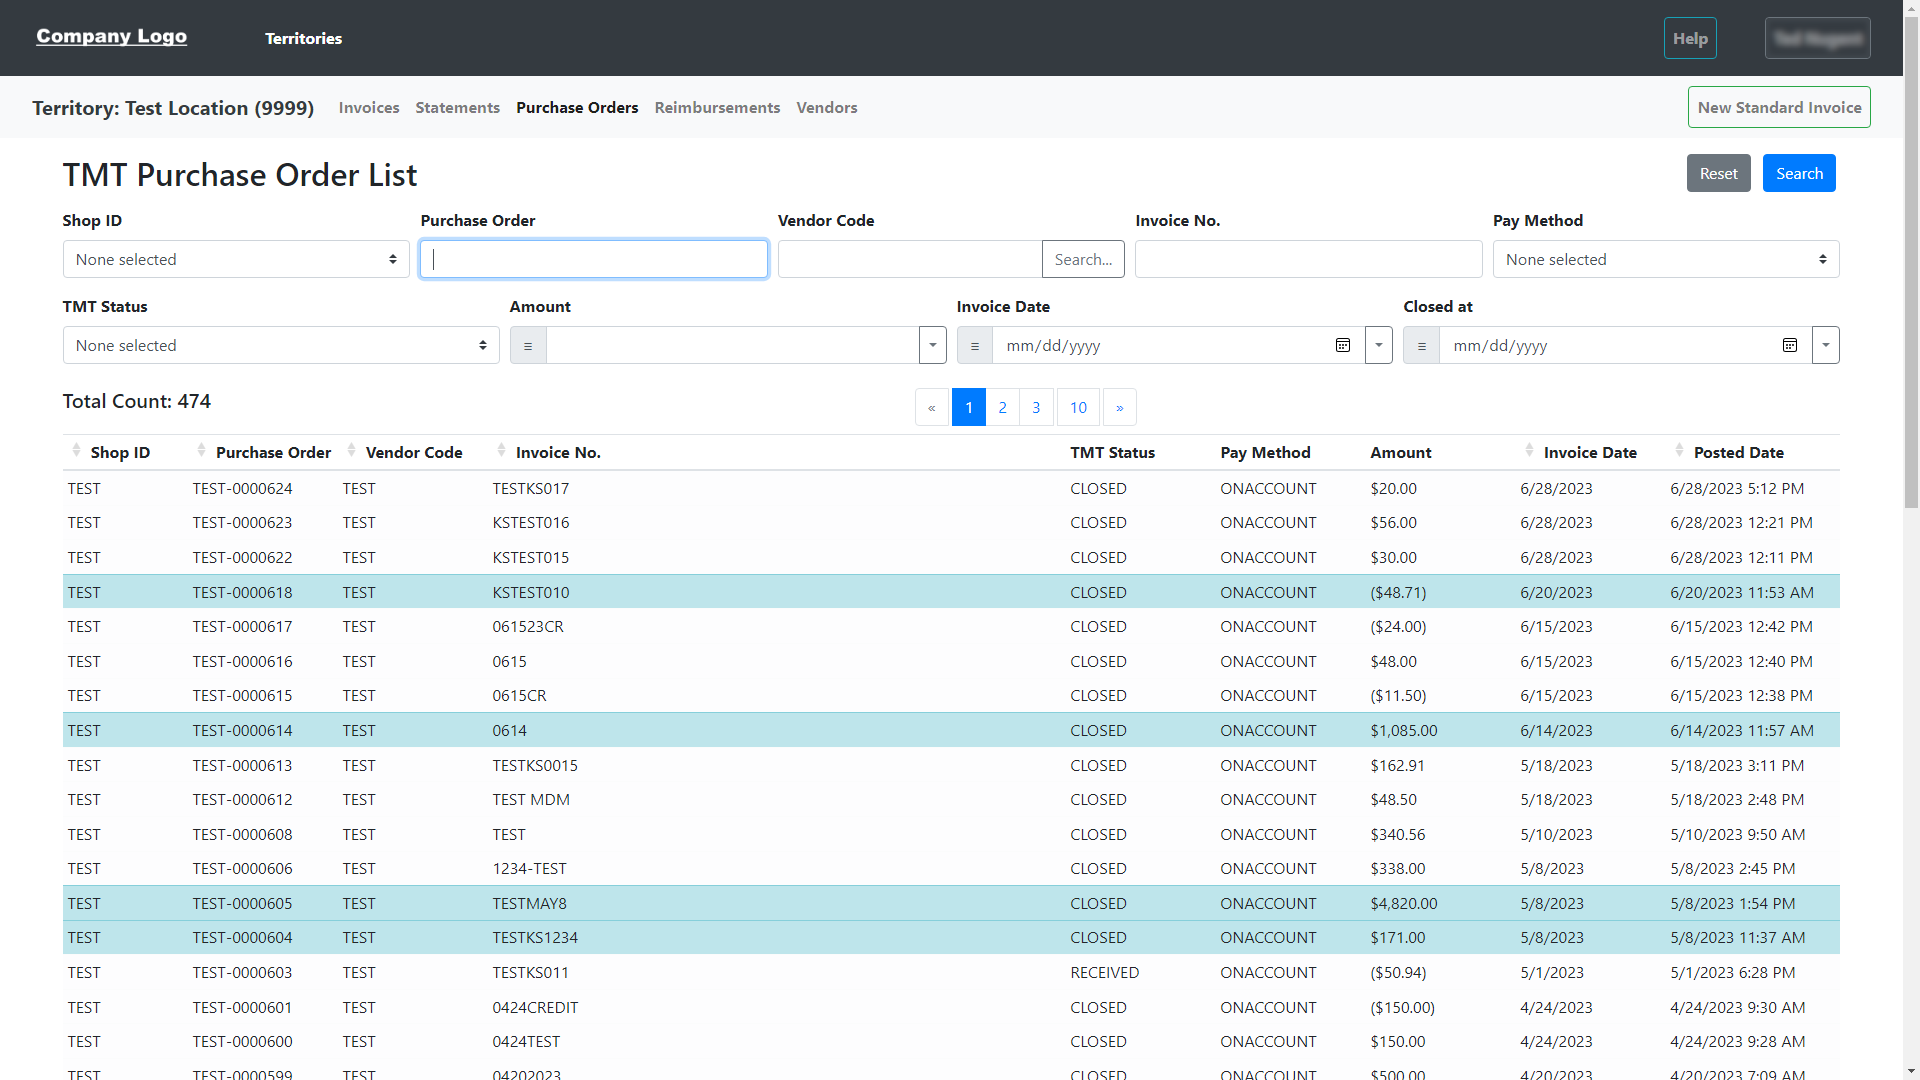 Company Logo Territories Help
Territory: Test Location (9999) Invoices Statements Purchase Orders Reimbursements Vendors New Standard Invoice
TMT Purchase Order List Reset Search
Shop ID Purchase Order Vendor Code Invoice No. Pay Method
None selected Search... None selected
TMT Status Amount Invoice Date Closed at
None selected = = mm/dd/yyyy = mm/dd/yyyy
Total Count: 474 « 1 2 3 10 »
Shop ID Purchase Order Vendor Code Invoice No. TMT Status Pay Method Amount Invoice Date Posted Date
TEST TEST-0000624 TEST TESTKS017 CLOSED ONACCOUNT $20.00 6/28/2023 6/28/2023 5:12 PM
TEST TEST-0000623 TEST KSTEST016 CLOSED ONACCOUNT $56.00 6/28/2023 6/28/2023 12:21 PM
TEST TEST-0000622 TEST KSTEST015 CLOSED ONACCOUNT $30.00 6/28/2023 6/28/2023 12:11 PM
TEST TEST-0000618 TEST KSTEST010 CLOSED ONACCOUNT ($48.71) 6/20/2023 6/20/2023 11:53 AM
TEST TEST-0000617 TEST 061523CR CLOSED ONACCOUNT ($24.00) 6/15/2023 6/15/2023 12:42 PM
TEST TEST-0000616 TEST 0615 CLOSED ONACCOUNT $48.00 6/15/2023 6/15/2023 12:40 PM
TEST TEST-0000615 TEST 0615CR CLOSED ONACCOUNT ($11.50) 6/15/2023 6/15/2023 12:38 PM
TEST TEST-0000614 TEST 0614 CLOSED ONACCOUNT $1,085.00 6/14/2023 6/14/2023 11:57 AM
TEST TEST-0000613 TEST TESTKS0015 CLOSED ONACCOUNT $162.91 5/18/2023 5/18/2023 3:11 PM
TEST TEST-0000612 TEST TEST MDM CLOSED ONACCOUNT $48.50 5/18/2023 5/18/2023 2:48 PM
TEST TEST-0000608 TEST TEST CLOSED ONACCOUNT $340.56 5/10/2023 5/10/2023 9:50 AM
TEST TEST-0000606 TEST 1234-TEST CLOSED ONACCOUNT $338.00 5/8/2023 5/8/2023 2:45 PM
TEST TEST-0000605 TEST TESTMAY8 CLOSED ONACCOUNT $4,820.00 5/8/2023 5/8/2023 1:54 PM
TEST TEST-0000604 TEST TESTKS1234 CLOSED ONACCOUNT $171.00 5/8/2023 5/8/2023 11:37 AM
TEST TEST-0000603 TEST TESTKS011 RECEIVED ONACCOUNT ($50.94) 5/1/2023 5/1/2023 6:28 PM
TEST TEST-0000601 TEST 0424CREDIT CLOSED ONACCOUNT ($150.00) 4/24/2023 4/24/2023 9:30 AM
TEST TEST-0000600 TEST 0424TEST CLOSED ONACCOUNT $150.00 4/24/2023 4/24/2023 9:28 AM
TEST TEST-0000599 TEST 04202023 CLOSED ONACCOUNT $500.00 4/20/2023 4/20/2023 7:09 AM